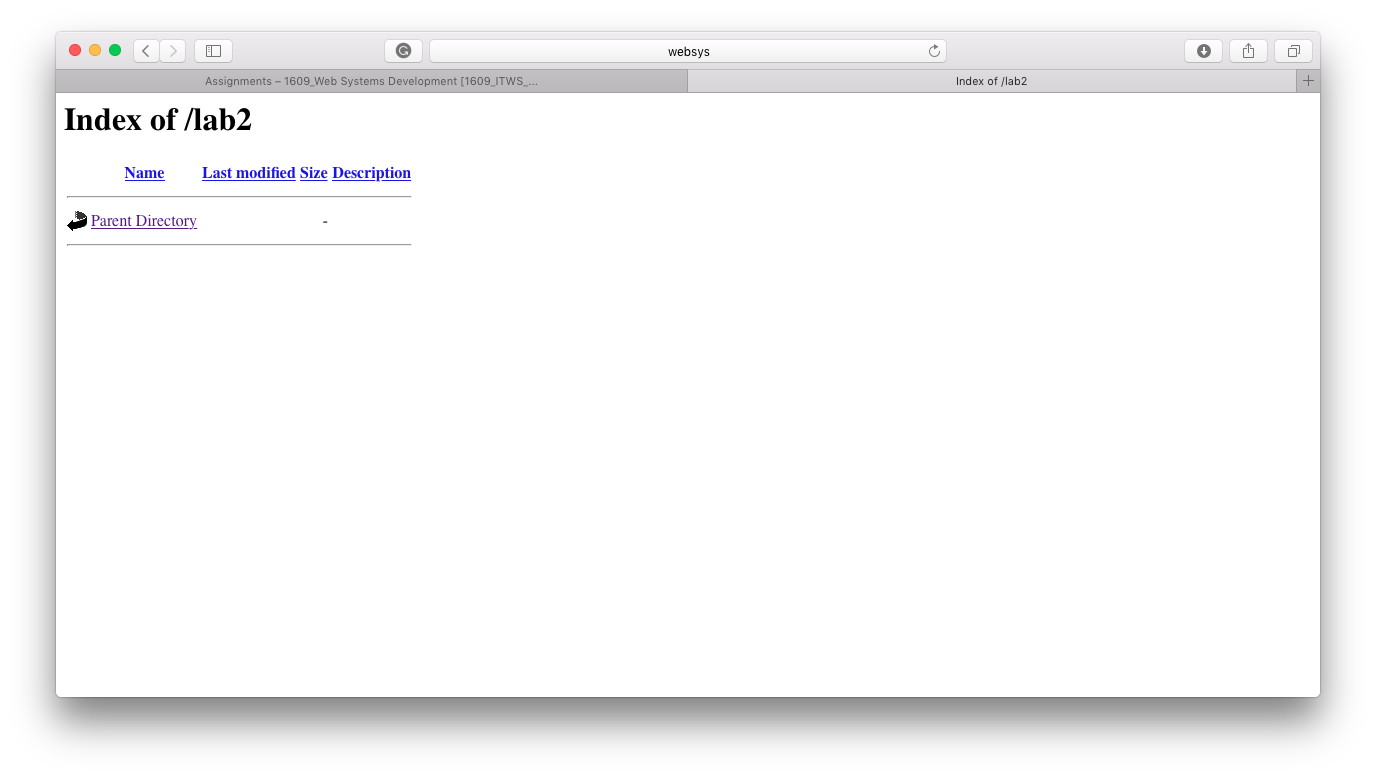 websys
Assignments – 1609_Web Systems Development [1609_ITWS_...
Index of /lab2
Index of /lab2
Name Last modified Size Description
Parent Directory -